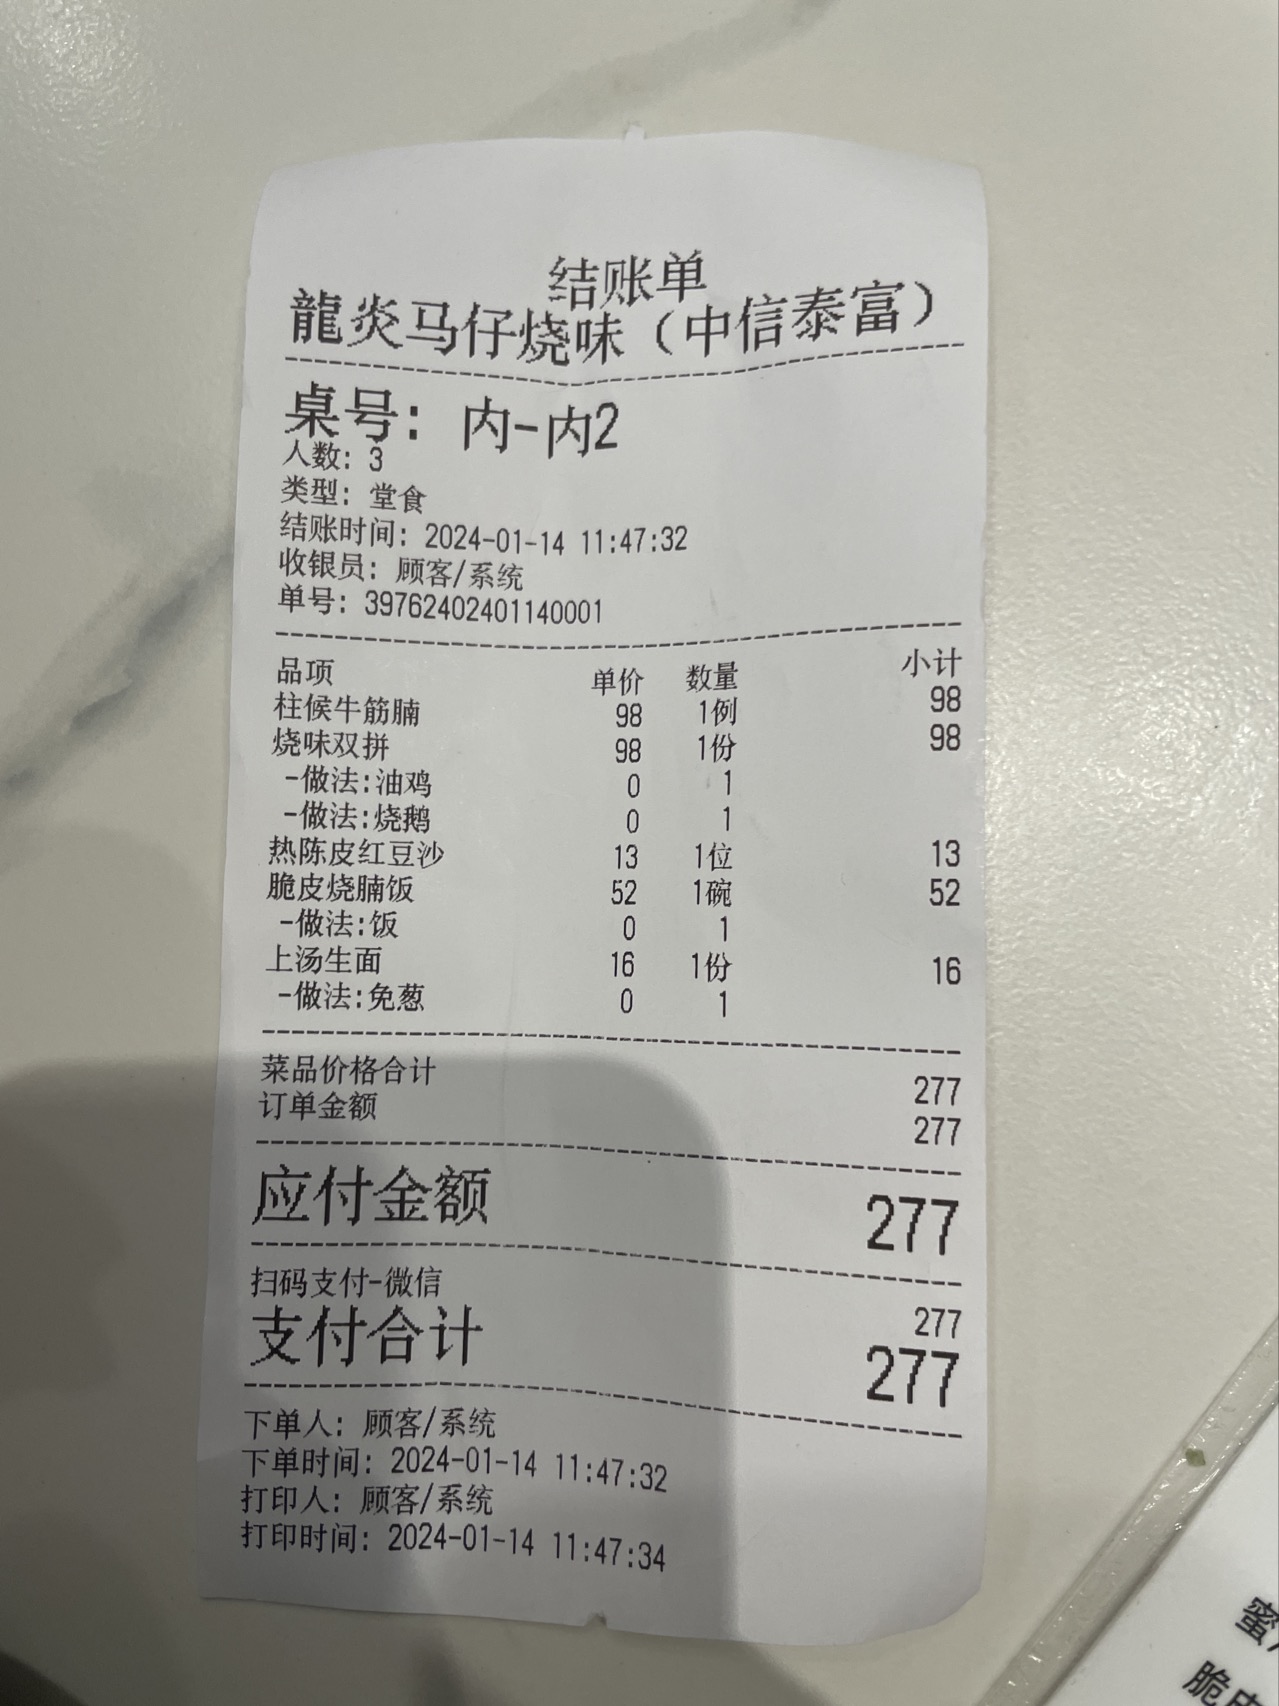 结账单
龍炎马仔烧味（中信泰富）
桌号: 内-内2
人数: 3
类型: 堂食
结账时间: 2024-01-14 11:47:32
收银员: 顾客/系统
单号: 39762402401140001
品项 单价 数量 小计
柱候牛筋腩 98 1例 98
烧味双拼 98 1份 98
-做法:油鸡 0 1
-做法:烧鹅 0 1
热陈皮红豆沙 13 1位 13
脆皮烧腩饭 52 1碗 52
-做法:饭 0 1
上汤生面 16 1份 16
-做法:免葱 0 1
菜品价格合计 277
订单金额 277
应付金额 277
扫码支付-微信 277
支付合计 277
下单人: 顾客/系统
下单时间: 2024-01-14 11:47:32
打印人: 顾客/系统
打印时间: 2024-01-14 11:47:34
蜜
脆皮